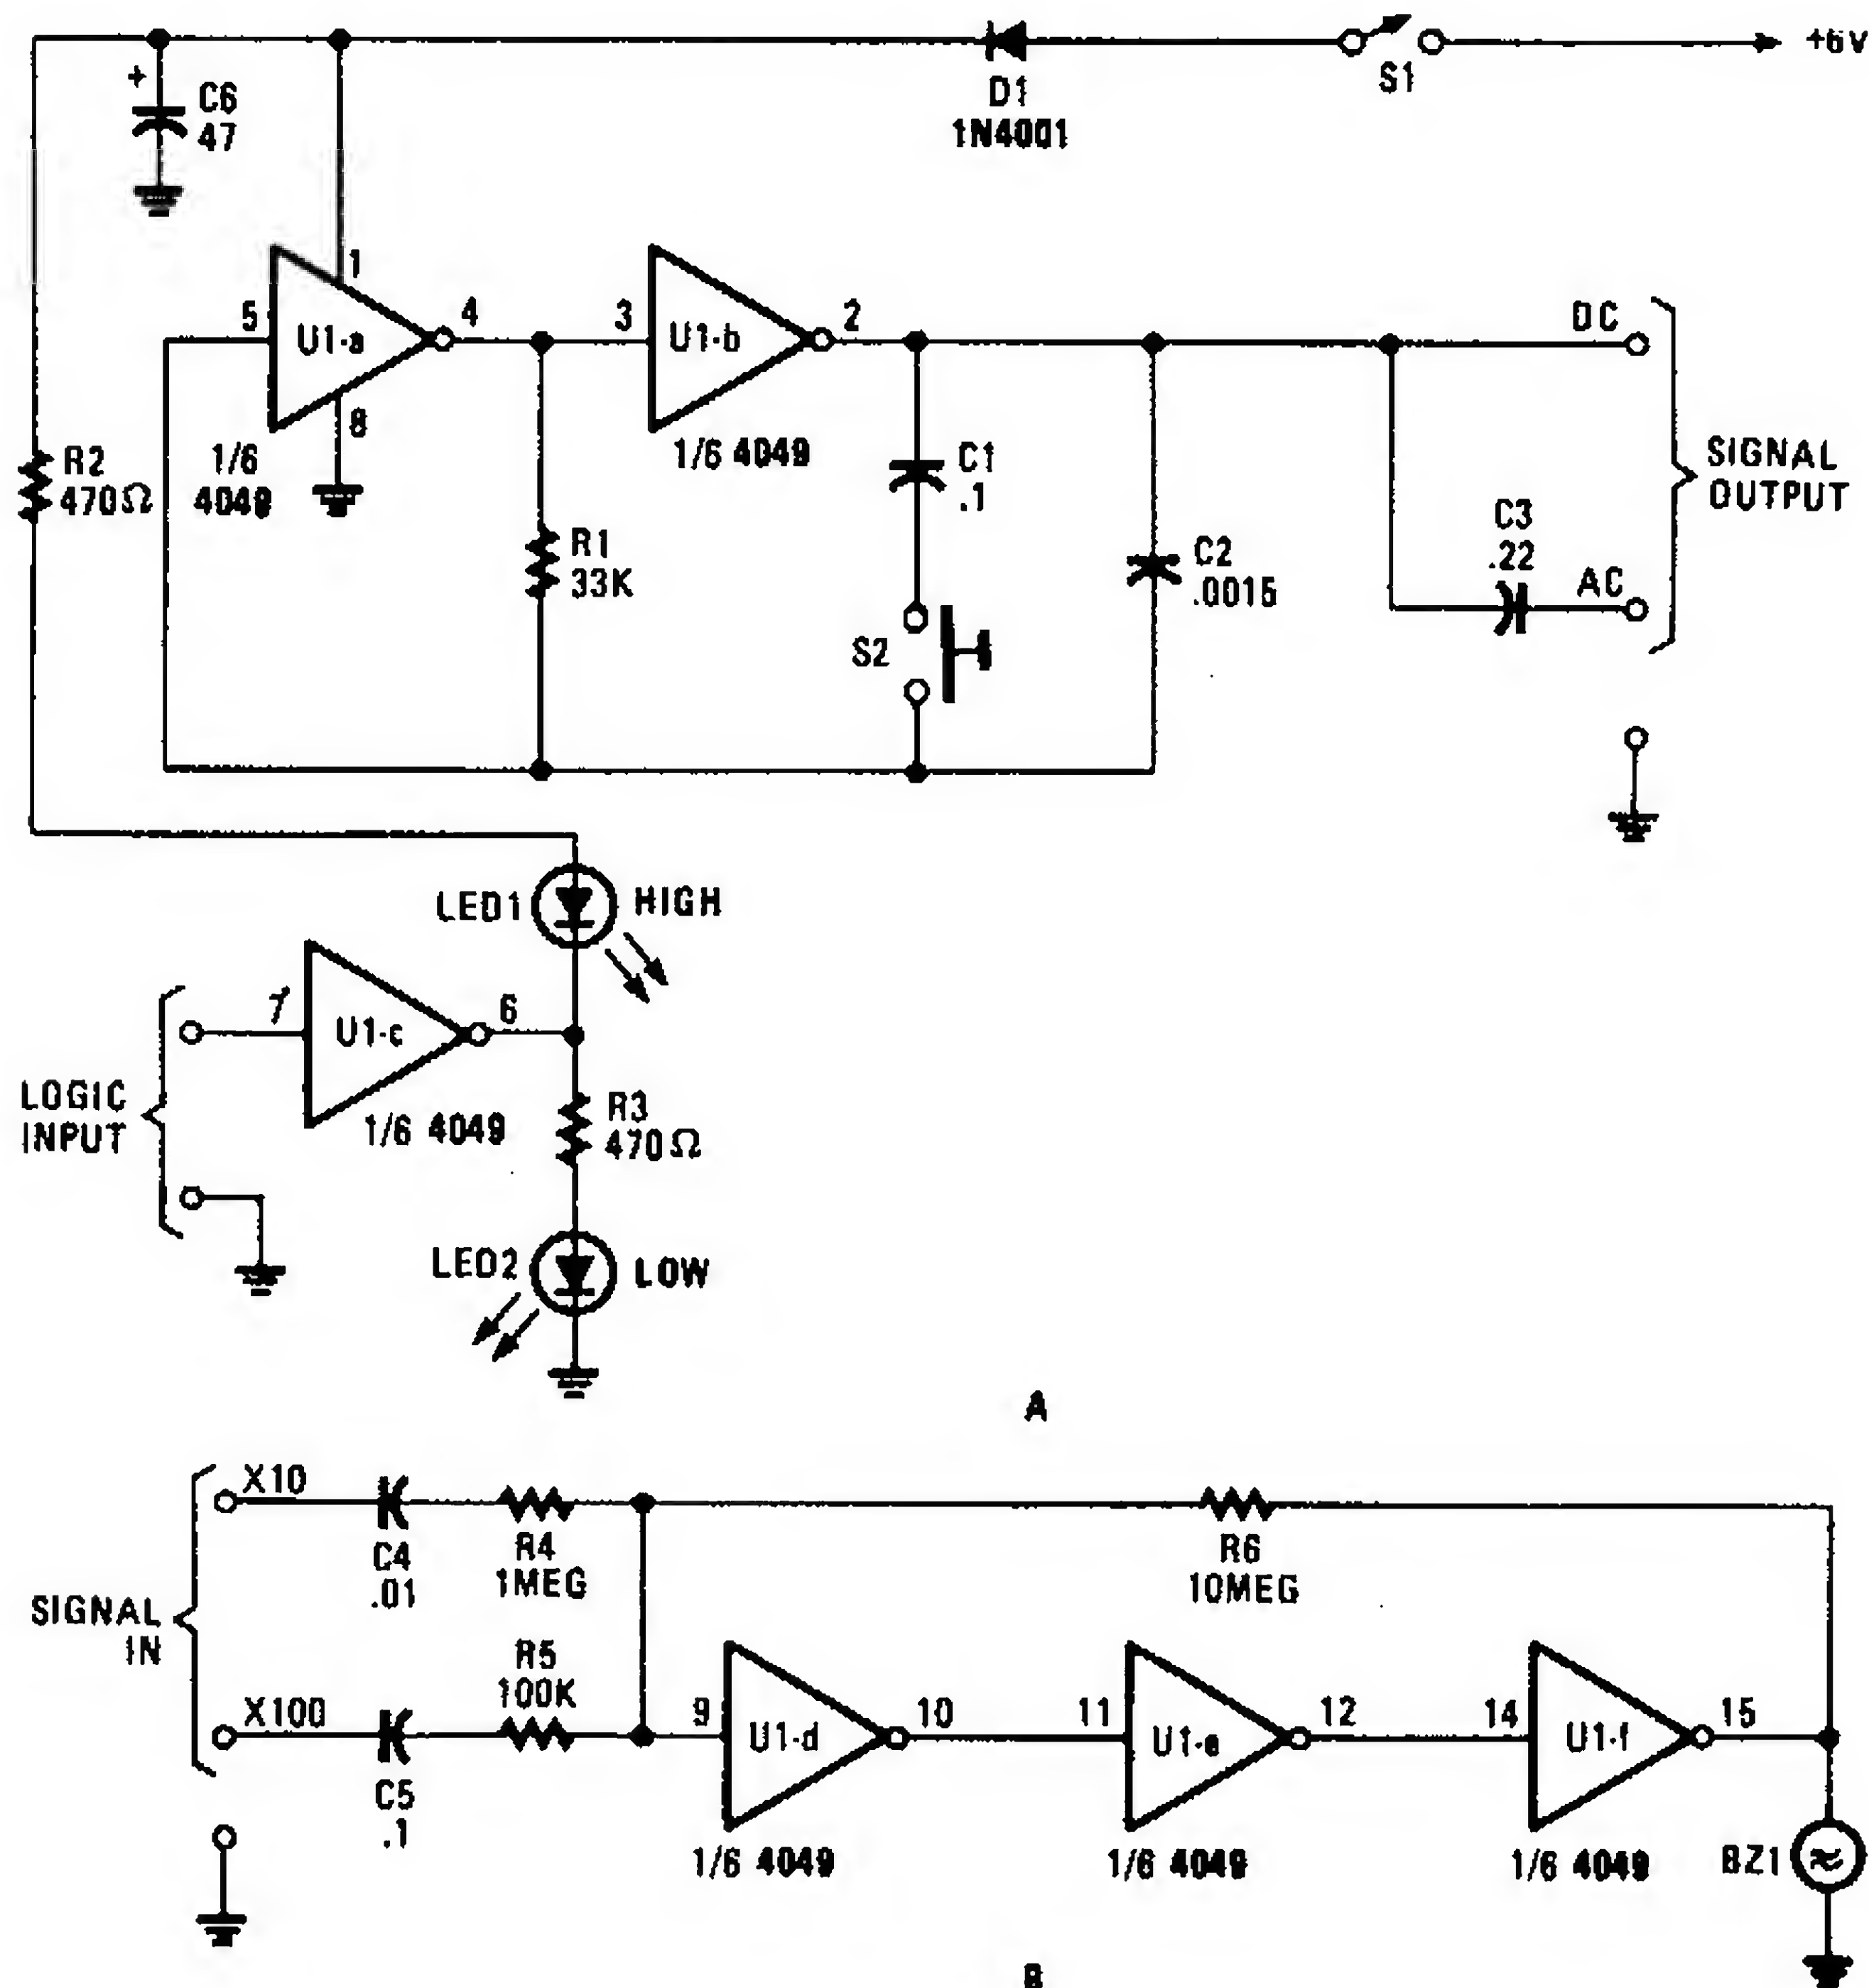 +6V
S1
D1
1N4001
+
C6
47
1
5
U1-a
4
3
U1-b
2
8
DC
1/6
4049
1/6 4049
R2
470Ω
R1
33K
C1
.1
C2
.0015
C3
.22
AC
SIGNAL
OUTPUT
S2
LED1
HIGH
7
U1-c
6
LOGIC
INPUT
1/6 4049
R3
470Ω
LED2
LOW
A
X10
C4
.01
R4
1MEG
R6
10MEG
SIGNAL
IN
R5
100K
X100
C5
.1
9
U1-d
10
11
U1-e
12
14
U1-f
15
1/6 4049
1/6 4049
1/6 4049
BZ1
B